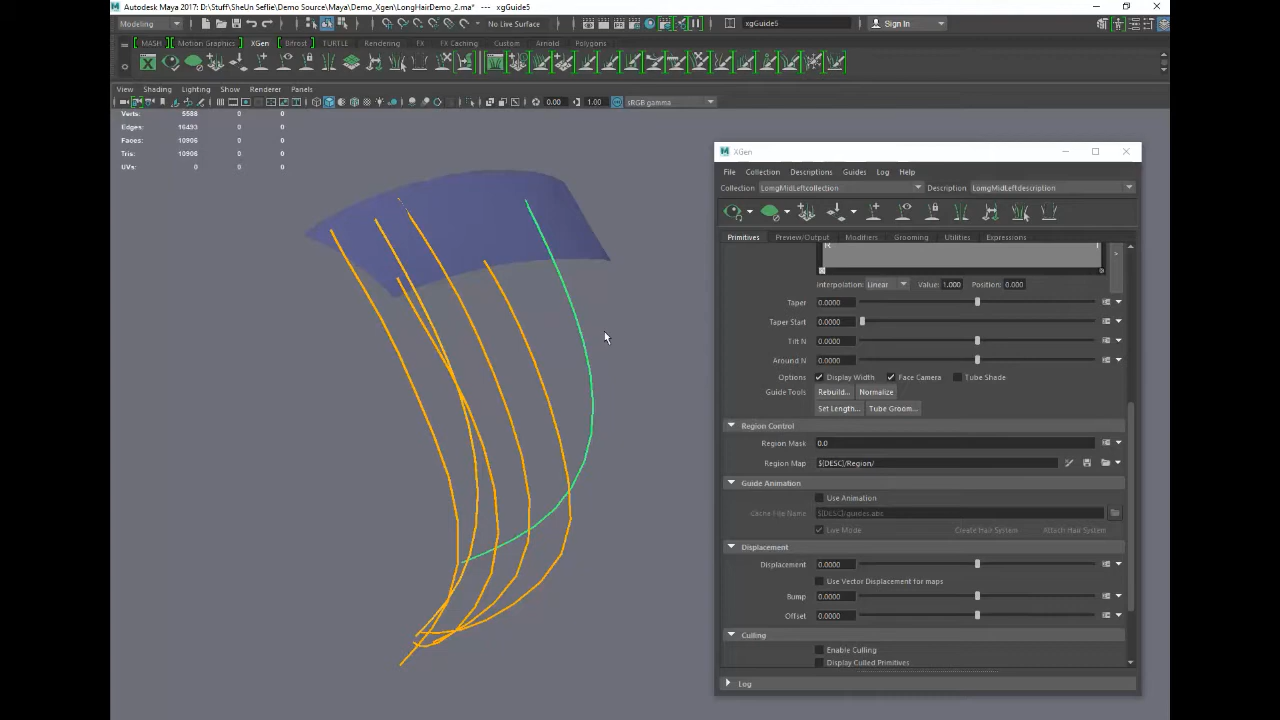 Autodesk Maya 2017: D:\Stuff\SheUn Seflie\Demo Source\Maya\Demo_Xgen\LongHairDemo_2.ma* --- xgGuide5
Modeling
No Live Surface
xgGuide5
Sign In
MASH Motion Graphics XGen Bifrost TURTLE Rendering FX FX Caching Custom Arnold Polygons
View Shading Lighting Show Renderer Panels
0.00 1.00 sRGB gamma
Verts: 5588 0 0
Edges: 16493 0 0
Faces: 10906 0 0
Tris: 10906 0 0
UVs: 0 0 0
XGen
File Collection Descriptions Guides Log Help
Collection LomgMidLeftcollection Description LomgMidLeftdescription
Primitives Preview/Output Modifiers Grooming Utilities Expressions
>
Interpolation: Linear Value: 1.000 Position: 0.000
Taper 0.0000
Taper Start 0.0000
Tilt N 0.0000
Around N 0.0000
Options Display Width Face Camera Tube Shade
Guide Tools Rebuild... Normalize
Set Length... Tube Groom...
Region Control
Region Mask 0.0
Region Map ${DESC}/Region/
Guide Animation
Use Animation
Cache File Name ${DESC}/guides.abc
Live Mode Create Hair System Attach Hair System
Displacement
Displacement 0.0000
Use Vector Displacement for maps
Bump 0.0000
Offset 0.0000
Culling
Enable Culling
Display Culled Primitives
Log